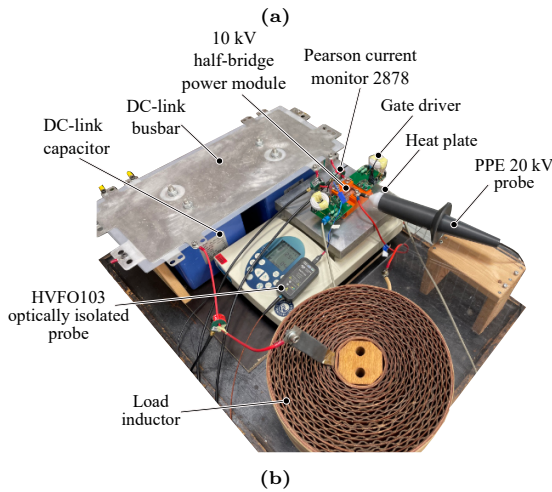 (a)
10 kV
half-bridge
power module
Pearson current
monitor 2878
Gate driver
DC-link
busbar
Heat plate
DC-link
capacitor
PPE 20 kV
probe
HVFO103
optically isolated
probe
Load
inductor
(b)